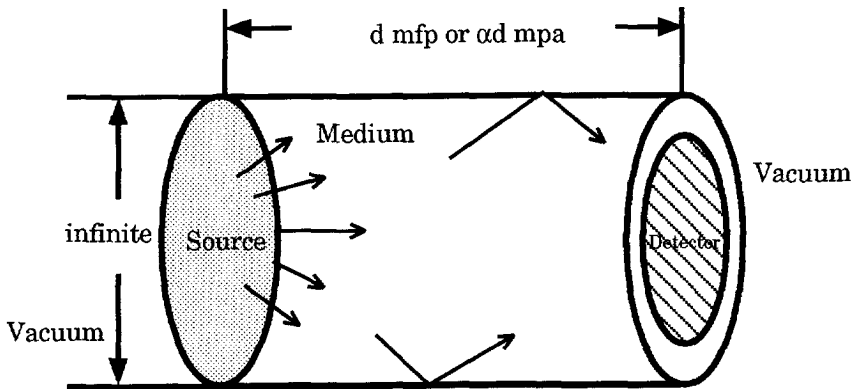 d mfp or αd mpa
Medium
Vacuum
infinite
Source
Detector
Vacuum